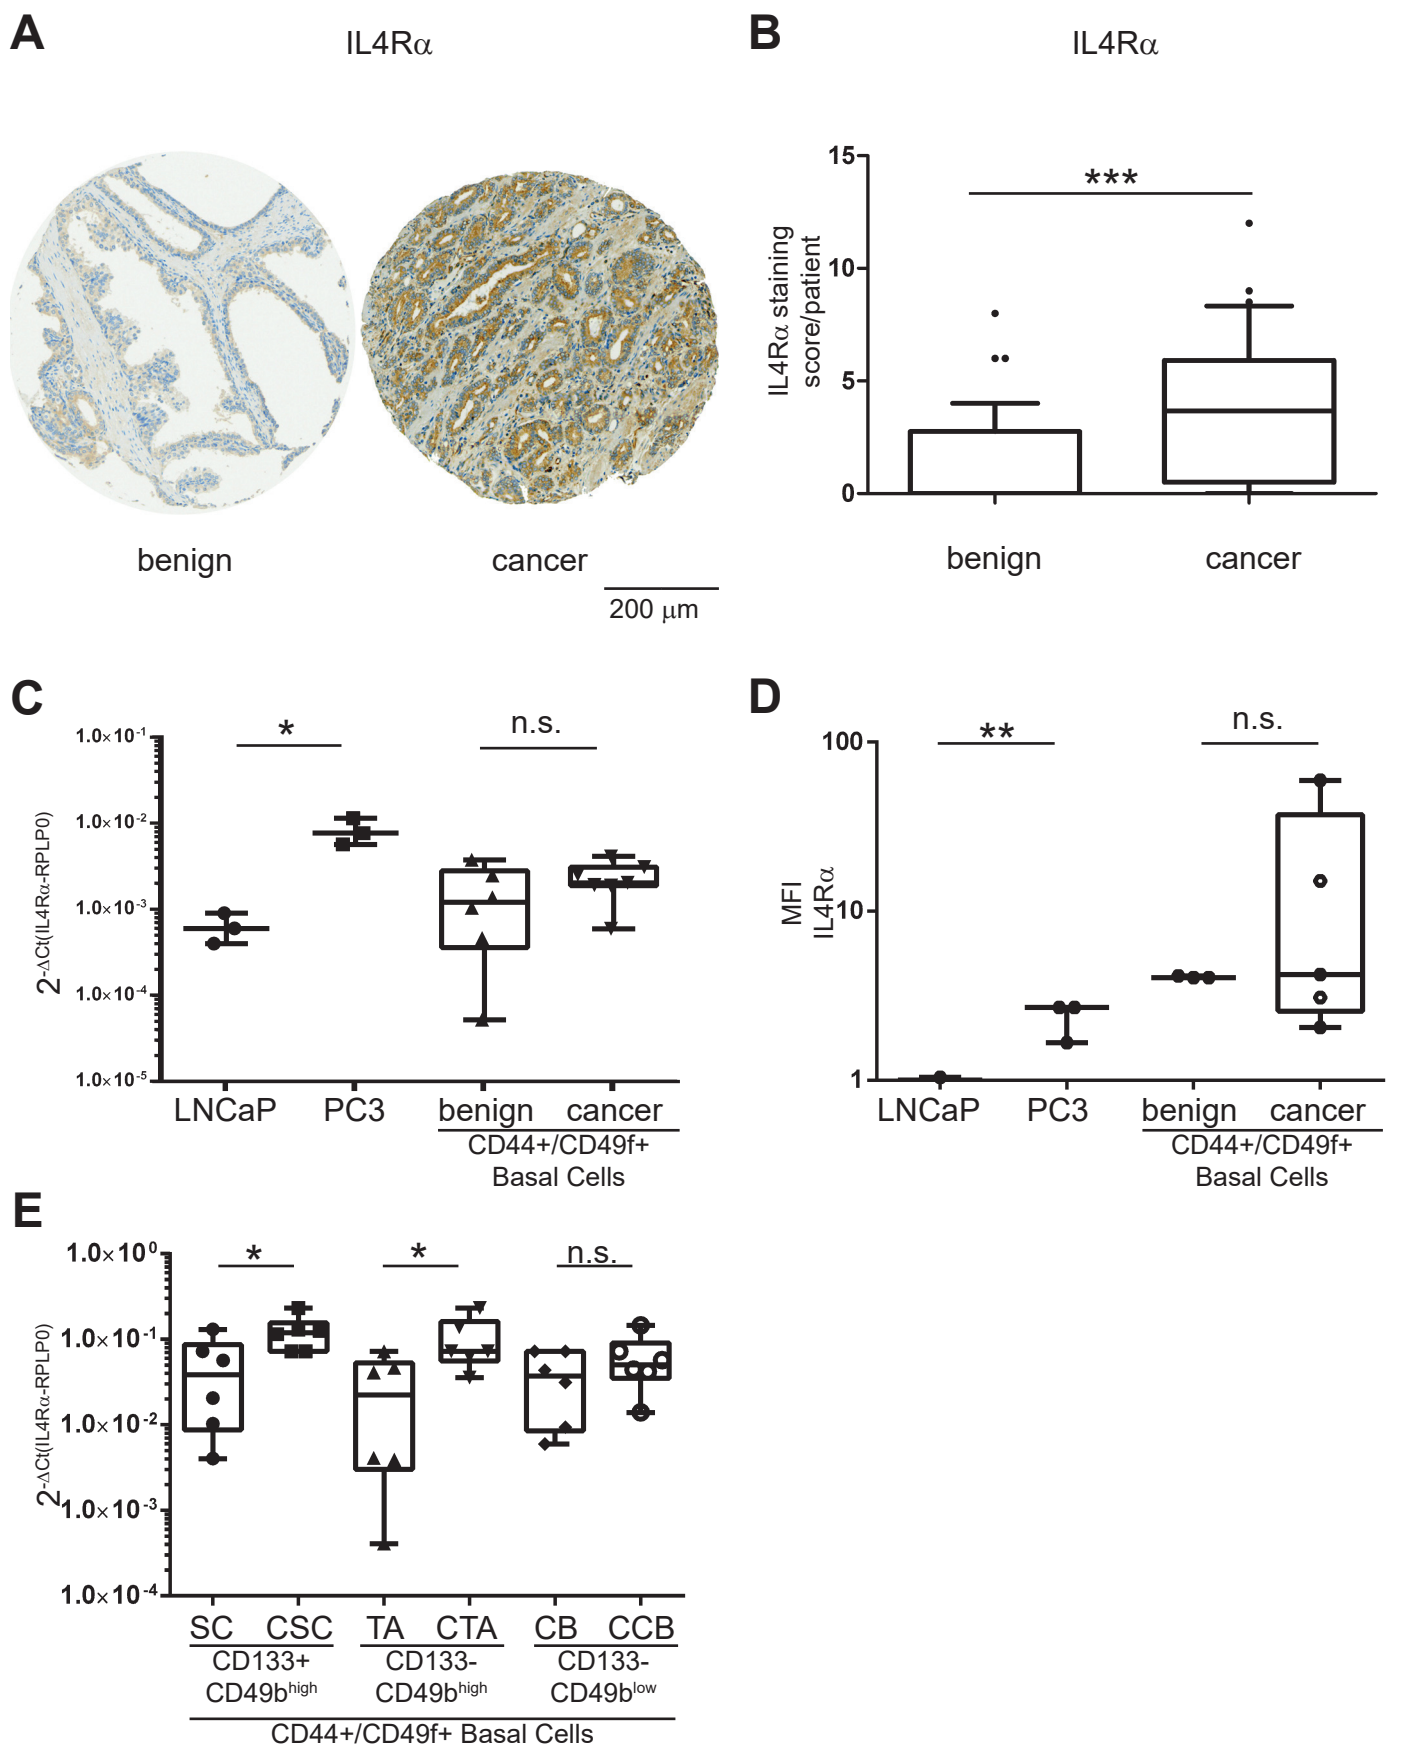 A
IL4Rα
benign
cancer
200 μm
B
IL4Rα
IL4Rα staining
score/patient
15
10
5
0
***
benign
cancer
C
2-ΔCt(IL4Rα-RPLP0)
1.0×10-1
1.0×10-2
1.0×10-3
1.0×10-4
1.0×10-5
*
n.s.
LNCaP
PC3
benign
cancer
CD44+/CD49f+
Basal Cells
D
MFI
IL4Rα
100
10
1
**
n.s.
LNCaP
PC3
benign
cancer
CD44+/CD49f+
Basal Cells
E
2-ΔCt(IL4Rα-RPLP0)
1.0×100
1.0×10-1
1.0×10-2
1.0×10-3
1.0×10-4
*
*
n.s.
SC CSC TA CTA CB CCB
CD133+
CD49bhigh
CD133-
CD49bhigh
CD133-
CD49blow
CD44+/CD49f+ Basal Cells